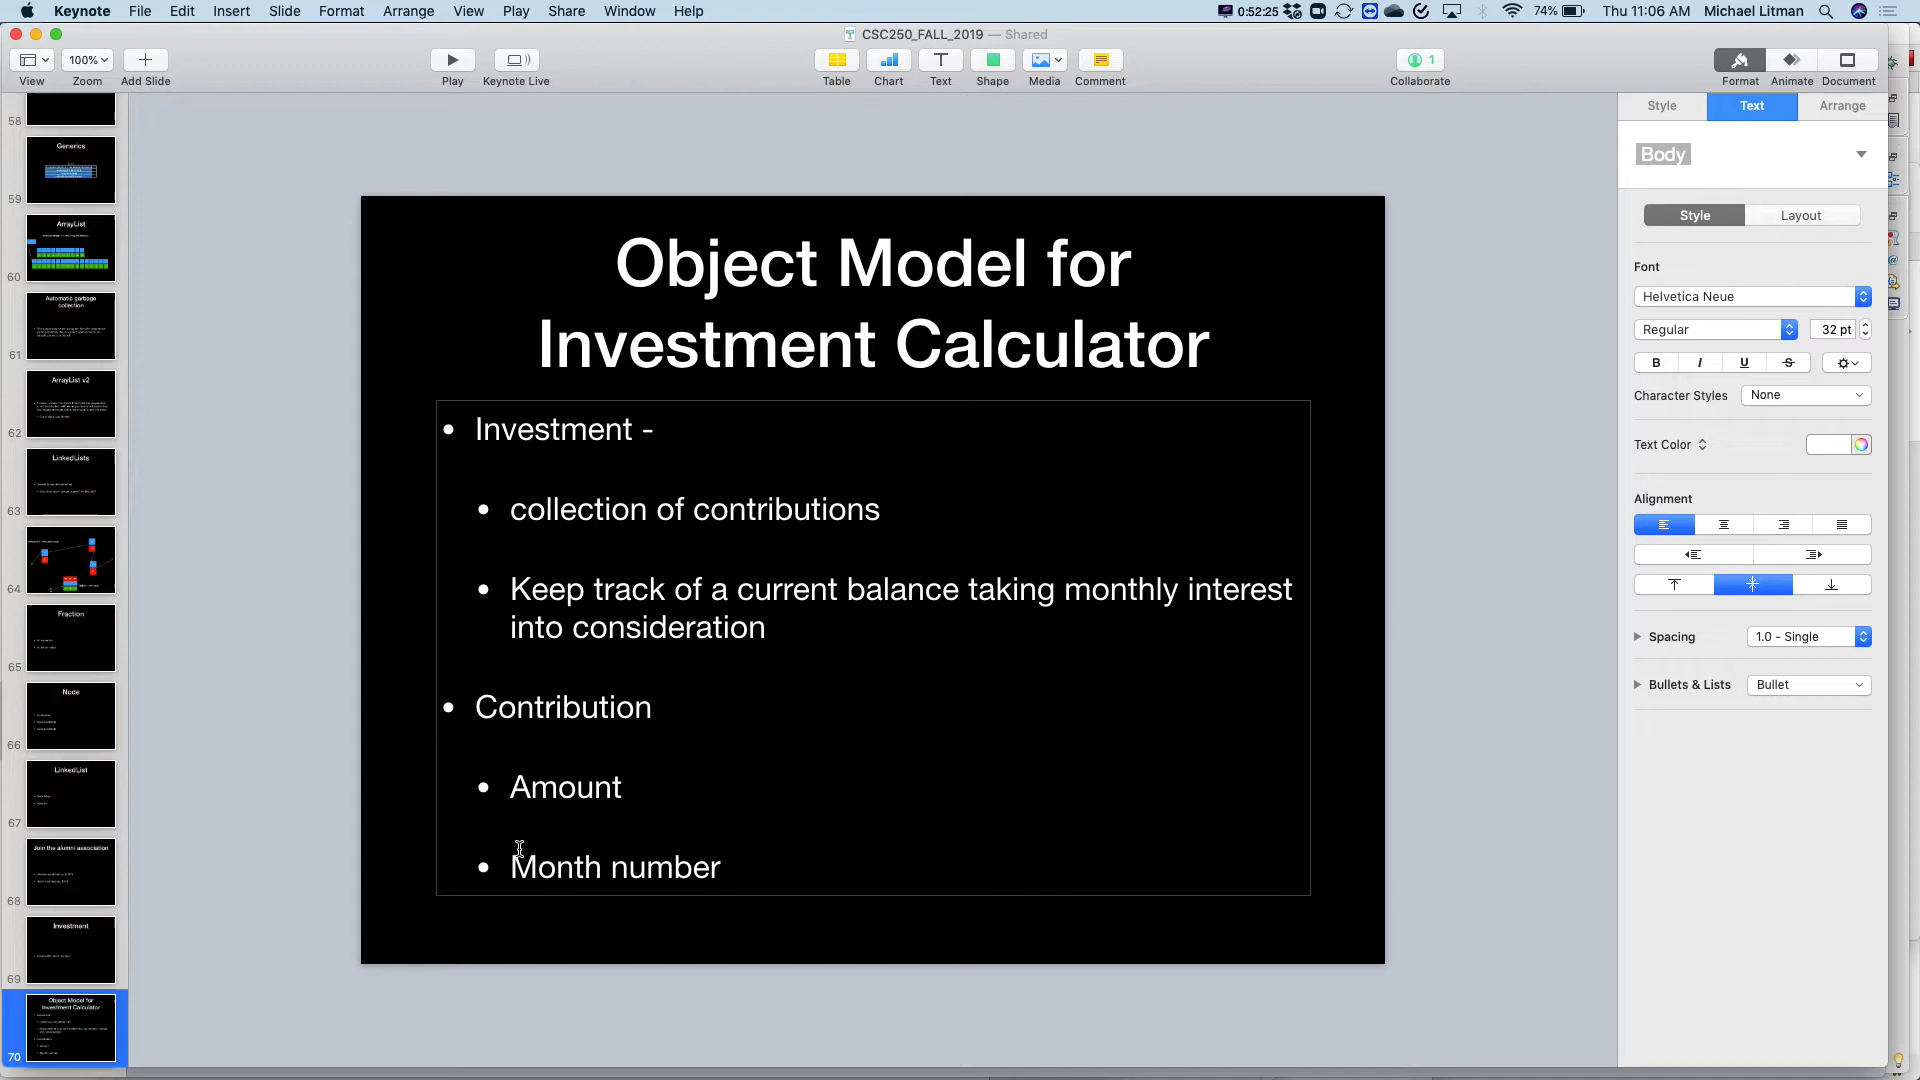 Keynote File Edit Insert Slide Format Arrange View Play Share Window Help 0:52:25 74% Thu 11:06 AM Michael Litman
CSC250_FALL_2019 — Shared
100%
View Zoom Add Slide Play Keynote Live Table Chart Text Shape Media Comment 1 Collaborate Format Animate Document
58
Generics
59
ArrayList
60
Automatic garbage
collection
61
ArrayList v2
62
LinkedLists
63
64
Fraction
65
Node
66
LinkedList
67
Join the alumni association
68
Investment
69
Object Model for
Investment Calculator
70
Object Model for
Investment Calculator
• Investment -
• collection of contributions
• Keep track of a current balance taking monthly interest
into consideration
• Contribution
• Amount
• Month number
Style Text Arrange
Body
Style Layout
Font
Helvetica Neue
Regular 32 pt
B I U S
Character Styles None
Text Color
Alignment
Spacing 1.0 - Single
Bullets & Lists Bullet